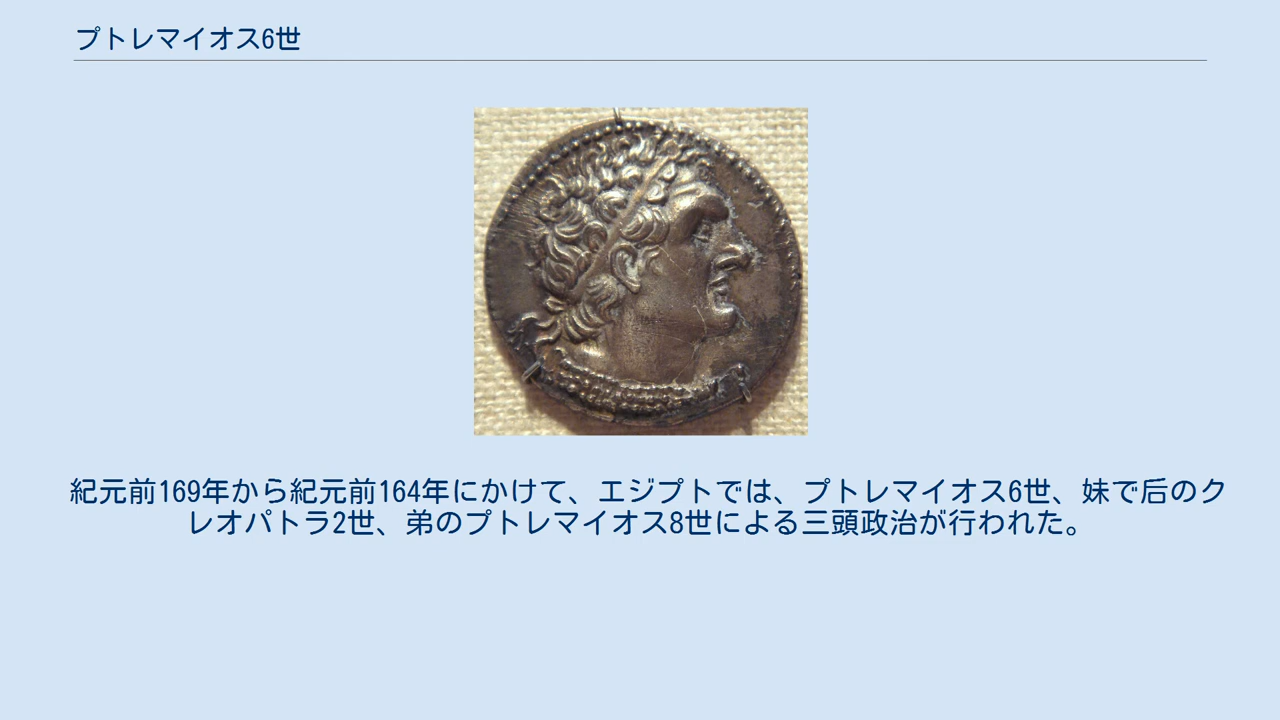 プトレマイオス6世
紀元前169年から紀元前164年にかけて、エジプトでは、プトレマイオス6世、妹で后のク
レオパトラ2世、弟のプトレマイオス8世による三頭政治が行われた。